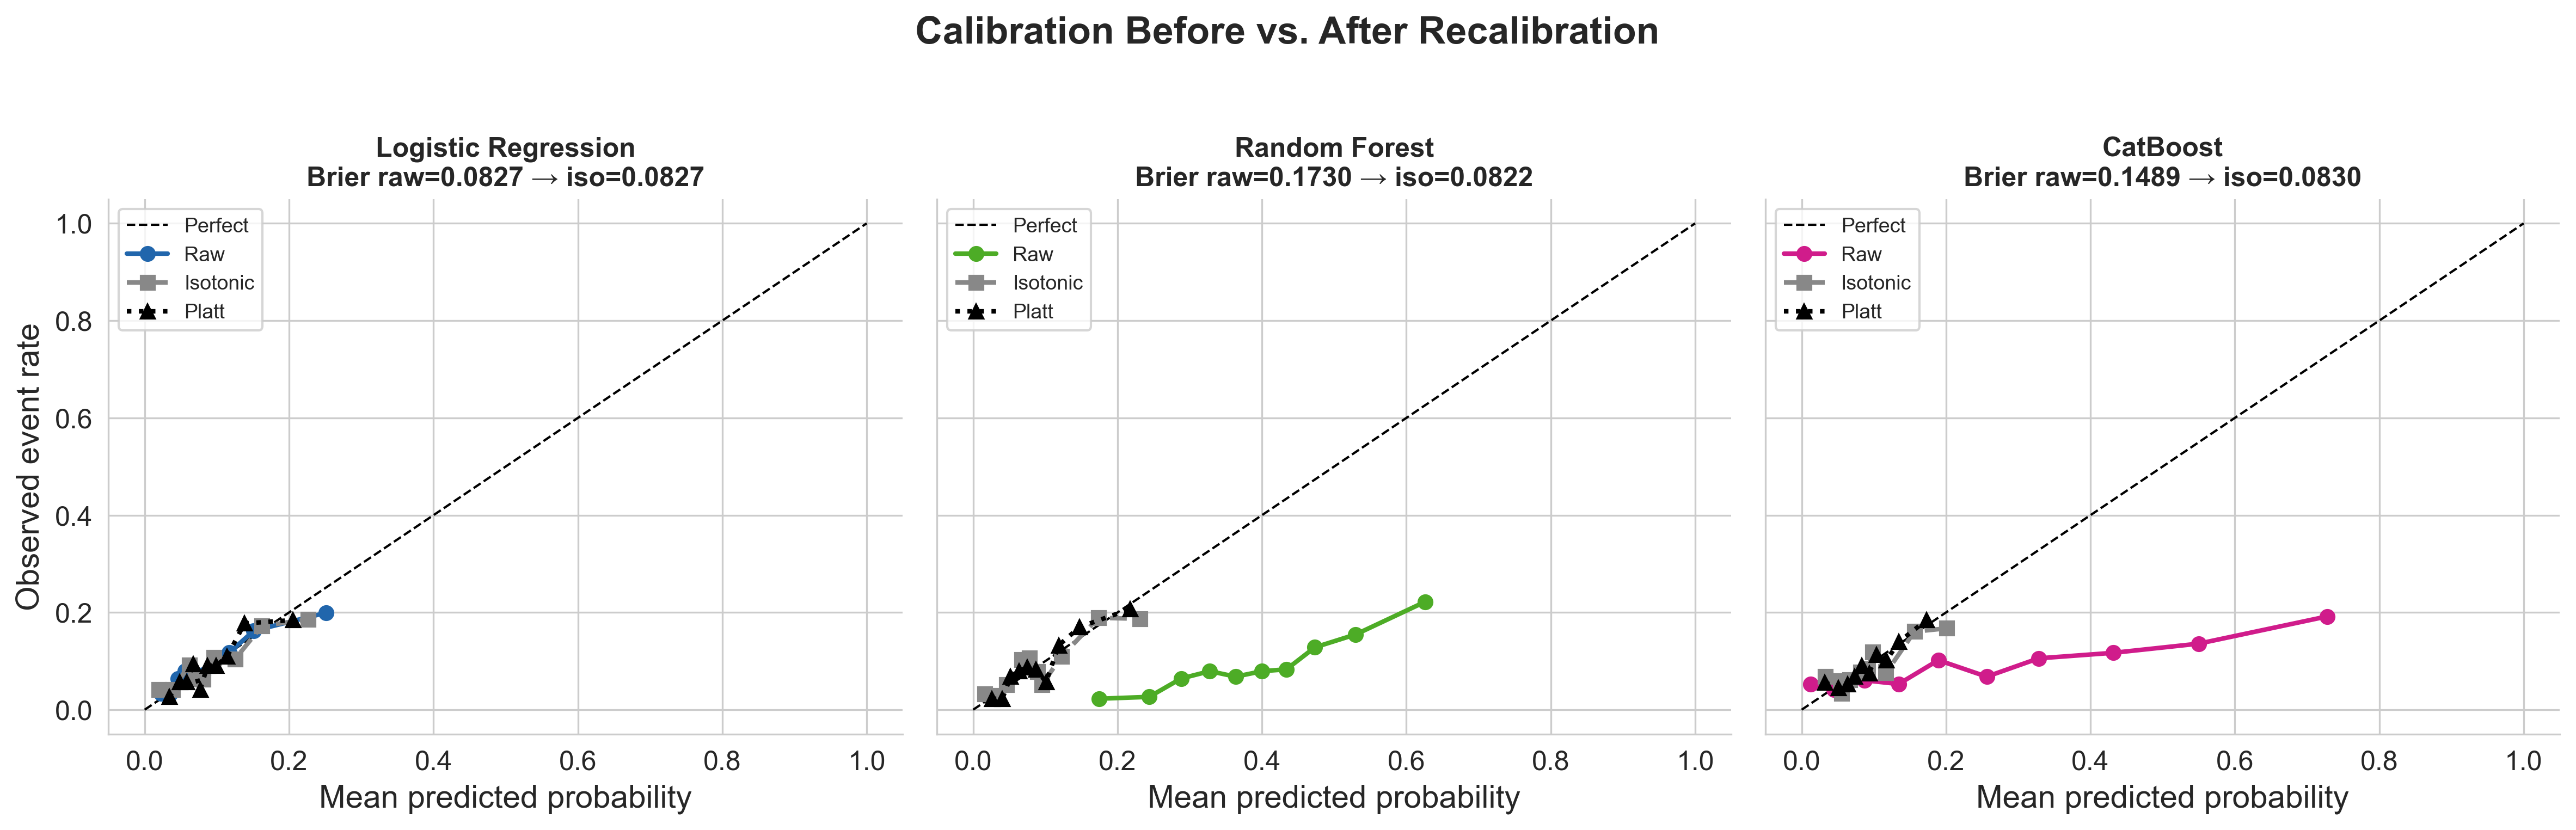 Calibration Before vs. After Recalibration
Logistic Regression
Brier raw=0.0827 → iso=0.0827
Perfect
Raw
Isotonic
Platt
1.0
0.8
0.6
0.4
0.2
0.0
Observed event rate
0.0 0.2 0.4 0.6 0.8 1.0
Mean predicted probability
Random Forest
Brier raw=0.1730 → iso=0.0822
Perfect
Raw
Isotonic
Platt
0.0 0.2 0.4 0.6 0.8 1.0
Mean predicted probability
CatBoost
Brier raw=0.1489 → iso=0.0830
Perfect
Raw
Isotonic
Platt
0.0 0.2 0.4 0.6 0.8 1.0
Mean predicted probability